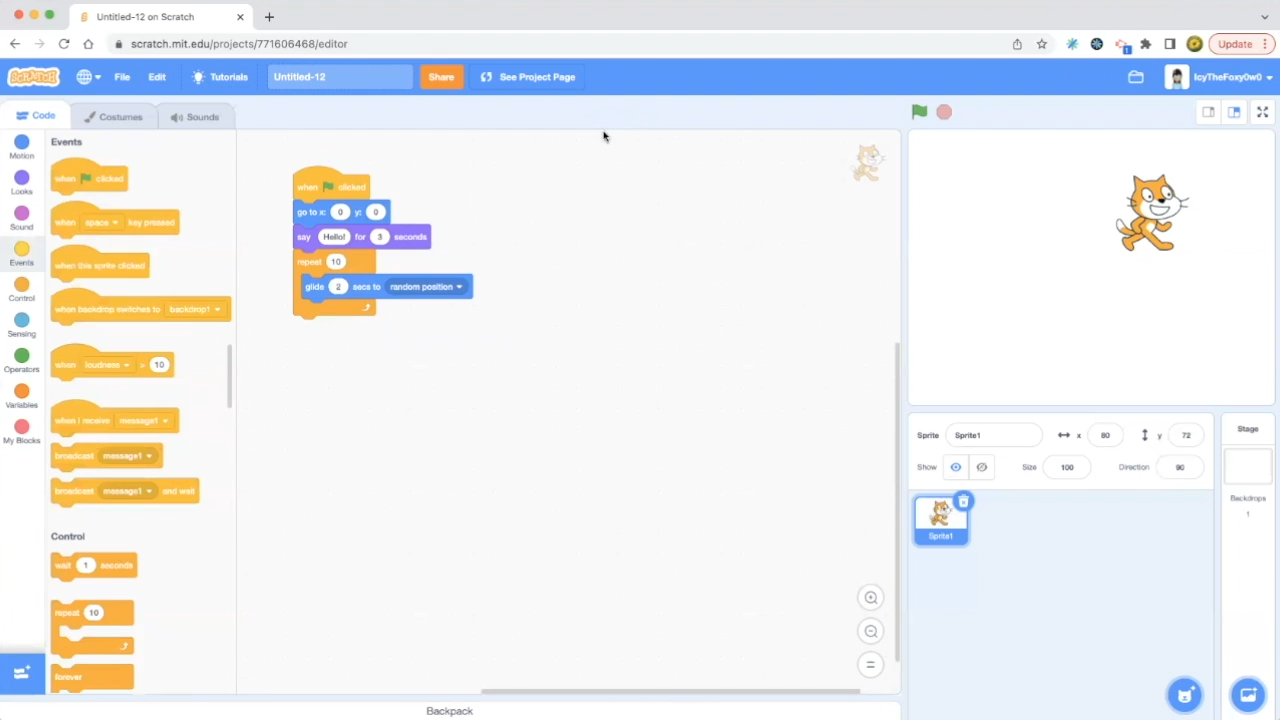 Untitled-12 on Scratch
scratch.mit.edu/projects/771606468/editor
1
Update
SCRATCH
File
Edit
Tutorials
Untitled-12
Share
See Project Page
IcyTheFoxy0w0
Code
Costumes
Sounds
Motion
Looks
Sound
Events
Control
Sensing
Operators
Variables
My Blocks
Events
when clicked
when space key pressed
when this sprite clicked
when backdrop switches to backdrop1
when loudness > 10
when I receive message1
broadcast message1
broadcast message1 and wait
Control
wait 1 seconds
repeat 10
forever
when clicked
go to x: 0 y: 0
say Hello! for 3 seconds
repeat 10
glide 2 secs to random position
Sprite Sprite1 x 80 y 72
Show Size 100 Direction 90
Sprite1
Stage
Backdrops
1
Backpack